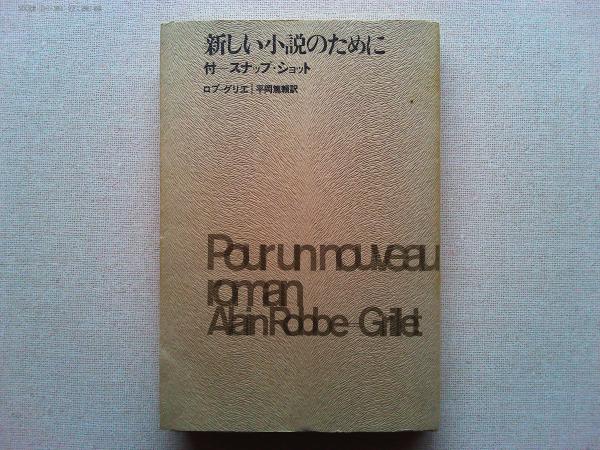 新しい小説のために
付─スナップ・ショット
ロブ-グリエ｜平岡篤頼訳
Pour un nouveau
roman
Alain Robbe-Grillet